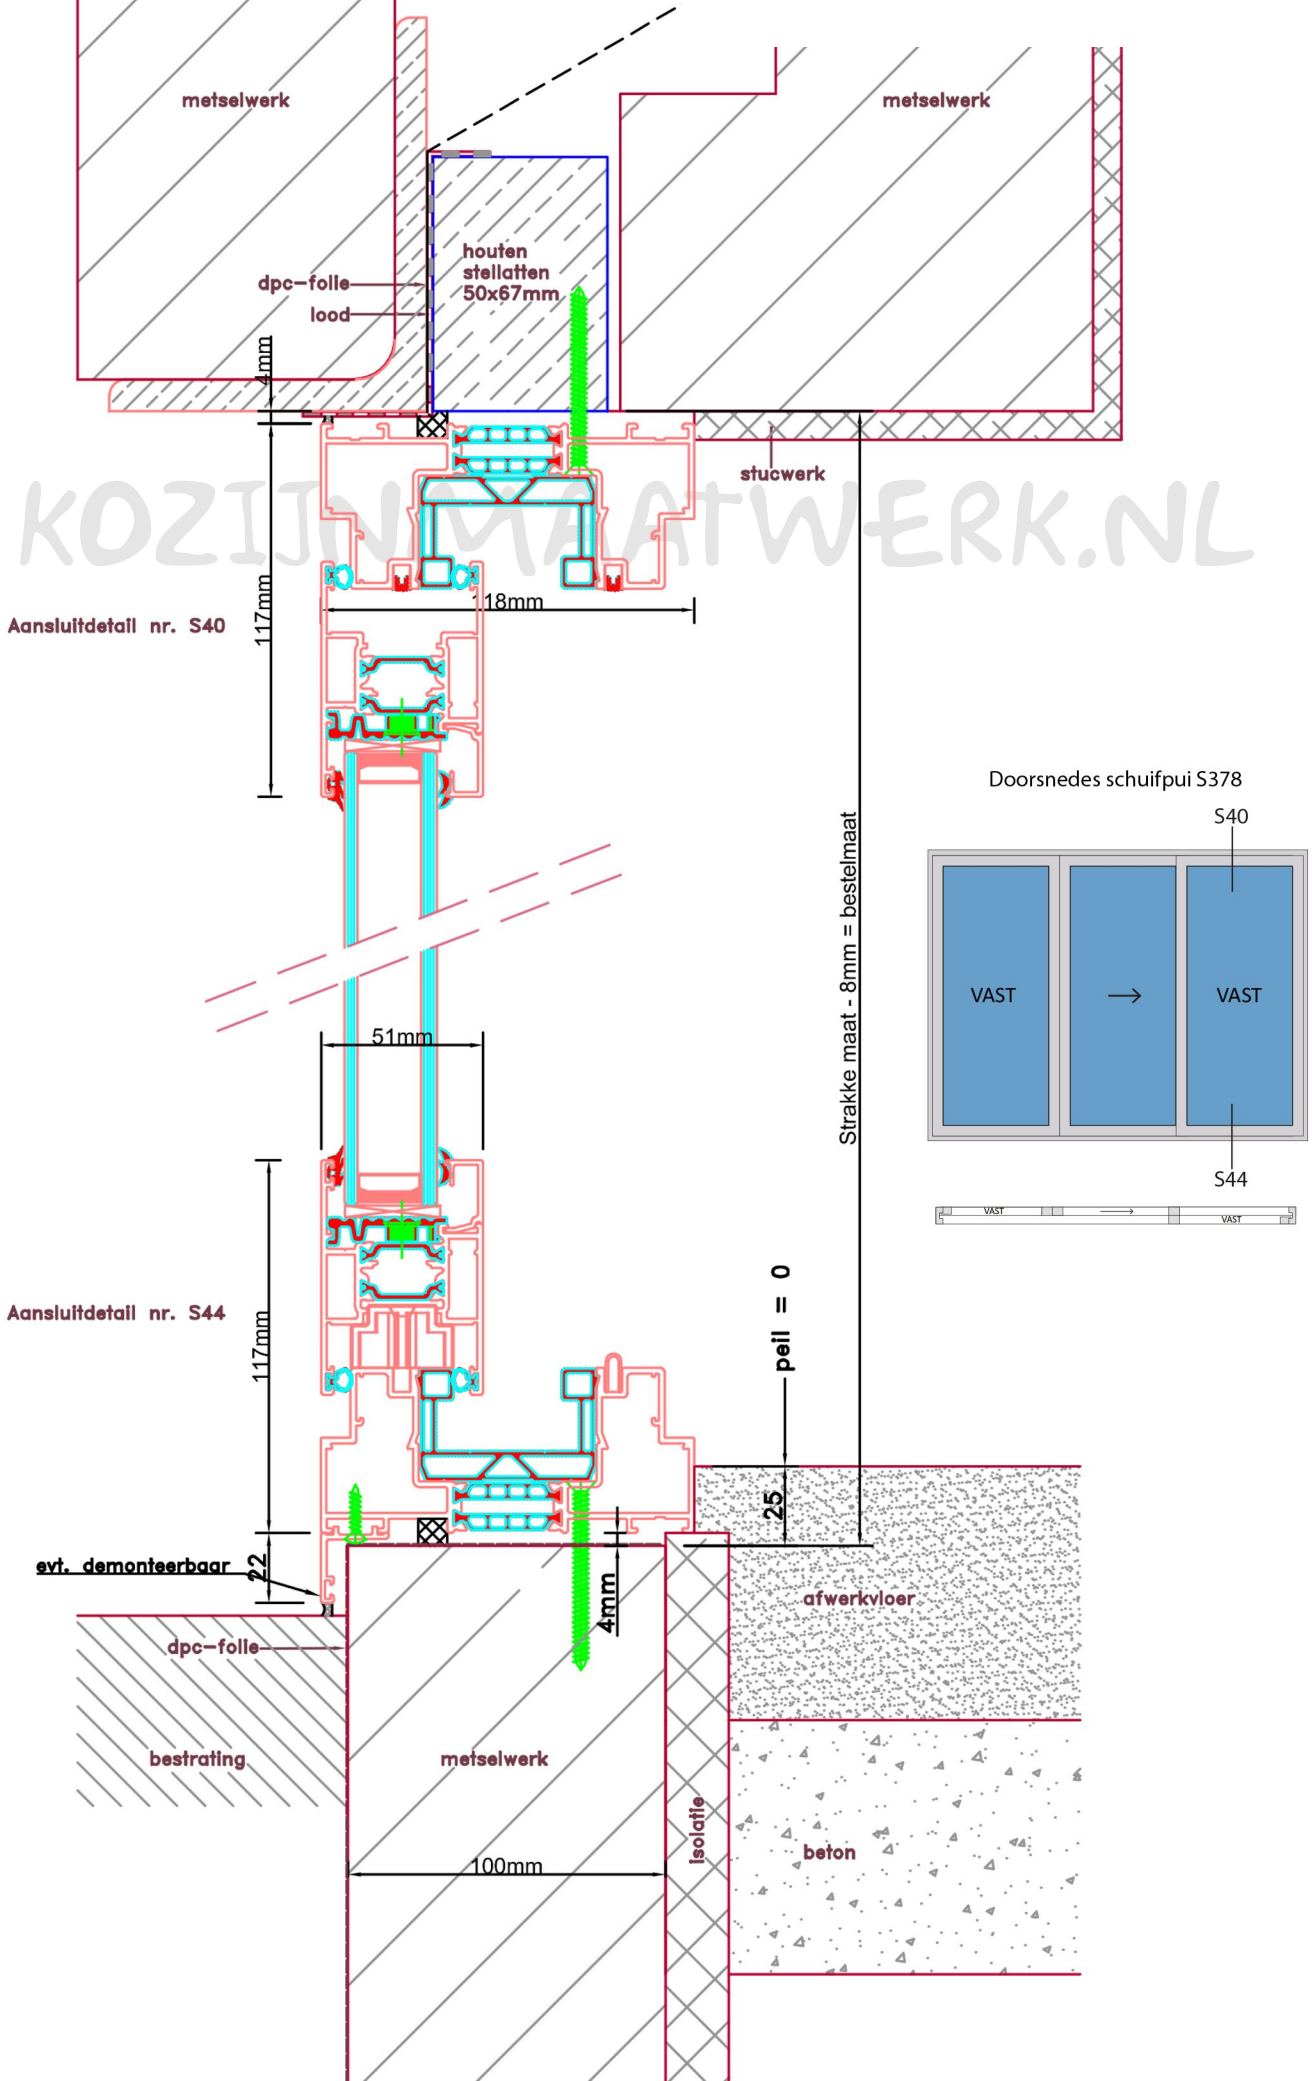 metselwerk
metselwerk
houten
stellatten
50x67mm
dpc-folie
lood
4mm
stucwerk
KOZIJNMAATWERK.NL
118mm
117mm
Aansluitdetail nr. S40
Doorsnedes schuifpui S378
S40
VAST
VAST
S44
VAST
VAST
Strakke maat - 8mm = bestelmaat
51mm
peil = 0
Aansluitdetail nr. S44
117mm
25
evt. demonteerbaar
22
4mm
afwerkvloer
dpc-folie
bestrating
metselwerk
isolatie
beton
100mm